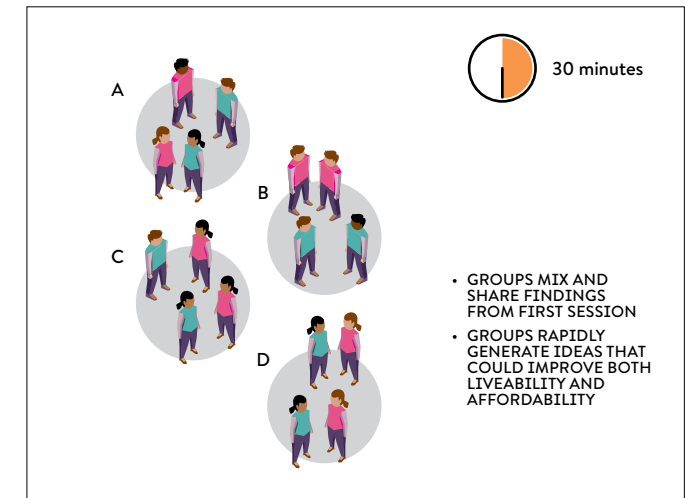 A
30 minutes
B
C
• GROUPS MIX AND
SHARE FINDINGS
FROM FIRST SESSION
• GROUPS RAPIDLY
GENERATE IDEAS THAT
COULD IMPROVE BOTH
LIVEABILITY AND
AFFORDABILITY
D